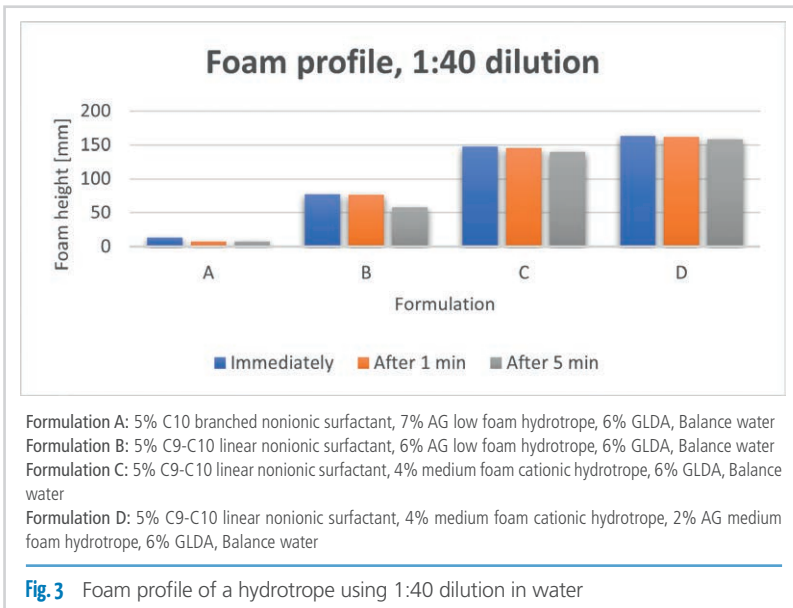 Foam profile, 1:40 dilution
Foam height [mm]
200
150
100
50
0
A B C D
Formulation
Immediately After 1 min After 5 min
Formulation A: 5% C10 branched nonionic surfactant, 7% AG low foam hydrotrope, 6% GLDA, Balance water
Formulation B: 5% C9-C10 linear nonionic surfactant, 6% AG low foam hydrotrope, 6% GLDA, Balance water
Formulation C: 5% C9-C10 linear nonionic surfactant, 4% medium foam cationic hydrotrope, 6% GLDA, Balance
water
Formulation D: 5% C9-C10 linear nonionic surfactant, 4% medium foam cationic hydrotrope, 2% AG medium
foam hydrotrope, 6% GLDA, Balance water
Fig. 3 Foam profile of a hydrotrope using 1:40 dilution in water